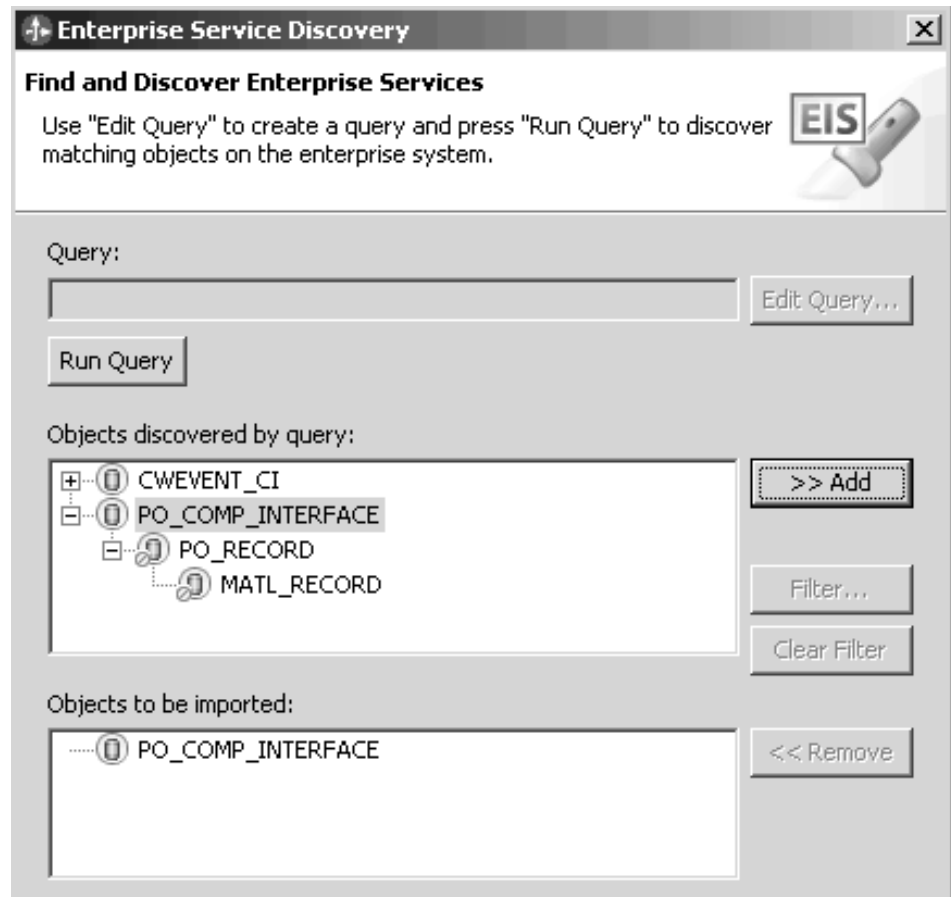 Enterprise Service Discovery
Find and Discover Enterprise Services
Use "Edit Query" to create a query and press "Run Query" to discover
matching objects on the enterprise system.
EIS
Query:
Edit Query...
Run Query
Objects discovered by query:
CWEVENT_CI
>> Add
PO_COMP_INTERFACE
PO_RECORD
MATL_RECORD
Filter...
Clear Filter
Objects to be imported:
PO_COMP_INTERFACE
<< Remove